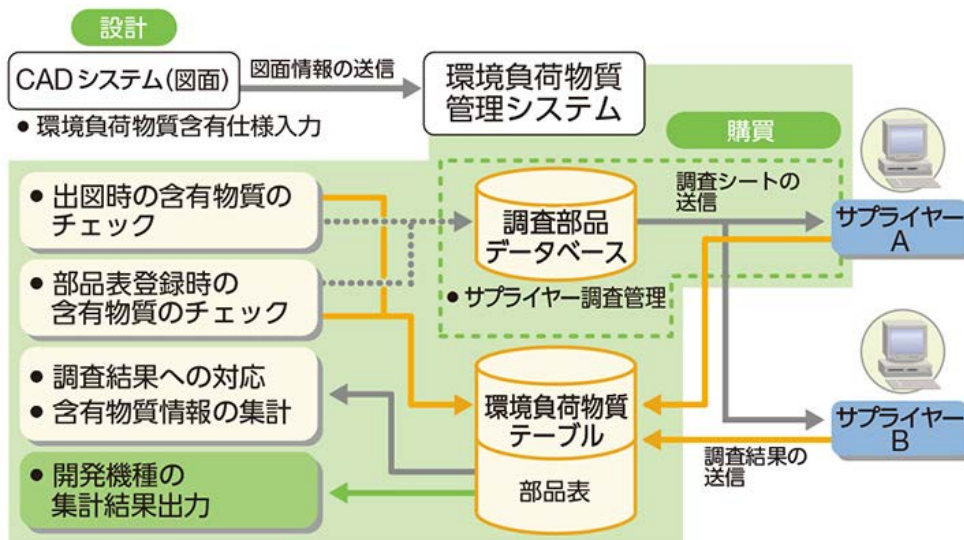 設計
CADシステム(図面)
図面情報の送信
環境負荷物質
管理システム
● 環境負荷物質含有仕様入力
購買
● 出図時の含有物質の
チェック
調査部品
データベース
調査シートの
送信
サプライヤー
A
● 部品表登録時の
含有物質のチェック
● サプライヤー調査管理
● 調査結果への対応
● 含有物質情報の集計
環境負荷物質
テーブル
サプライヤー
B
調査結果の
送信
● 開発機種の
集計結果出力
部品表